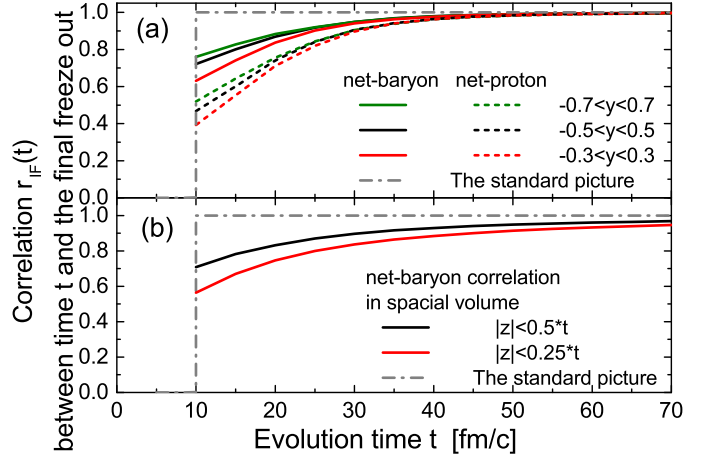 Correlation r_IF(t)
between time t and the final freeze out
(a)
1.0
0.8
0.6
0.4
0.2
0.0
net-baryon net-proton
-0.7<y<0.7
-0.5<y<0.5
-0.3<y<0.3
The standard picture
(b)
1.0
0.8
0.6
0.4
0.2
0.0
net-baryon correlation
in spacial volume
|z|<0.5*t
|z|<0.25*t
The standard picture
0 10 20 30 40 50 60 70
Evolution time t [fm/c]